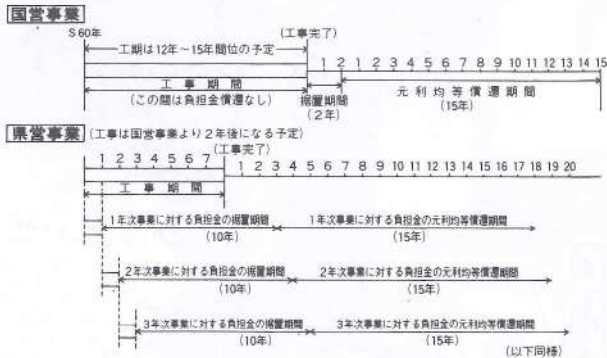 国営事業
S60年
(工事完了)
工期は12年～15年間位の予定
1 2 1 2 3 4 5 6 7 8 9 10 11 12 13 14 15
工事期間
(この間は負担金償還なし)
据置期間
(2年)
元利均等償還期間
(15年)
県営事業 (工事は国営事業より2年後になる予定)
(工事完了)
1 2 3 4 5 6 7 1 2 3 4 5 6 7 8 9 10 11 12 13 14 15 16 17 18 19 20
工事期間
1年次事業に対する負担金の据置期間
(10年)
1年次事業に対する負担金の元利均等償還期間
(15年)
2年次事業に対する負担金の据置期間
(10年)
2年次事業に対する負担金の元利均等償還期間
(15年)
3年次事業に対する負担金の据置期間
(10年)
3年次事業に対する負担金の元利均等償還期間
(15年)
(以下同様)